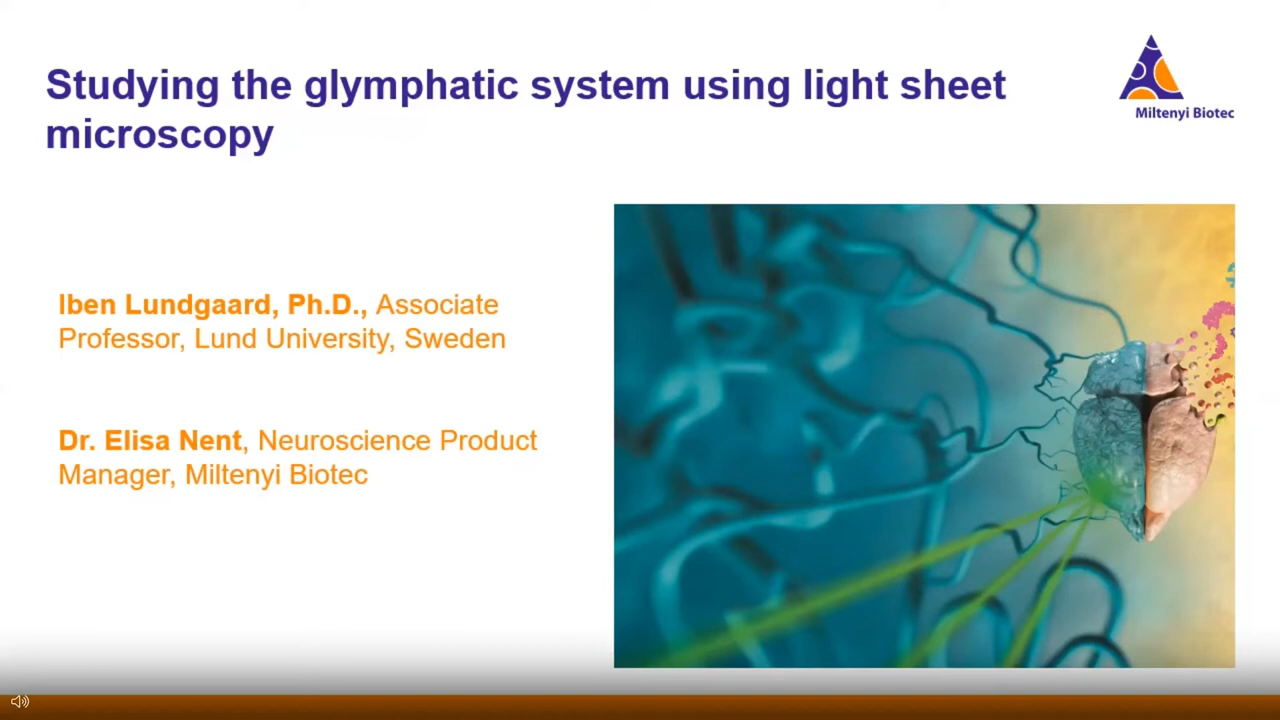 Studying the glymphatic system using light sheet
microscopy
Miltenyi Biotec
Iben Lundgaard, Ph.D., Associate
Professor, Lund University, Sweden
Dr. Elisa Nent, Neuroscience Product
Manager, Miltenyi Biotec